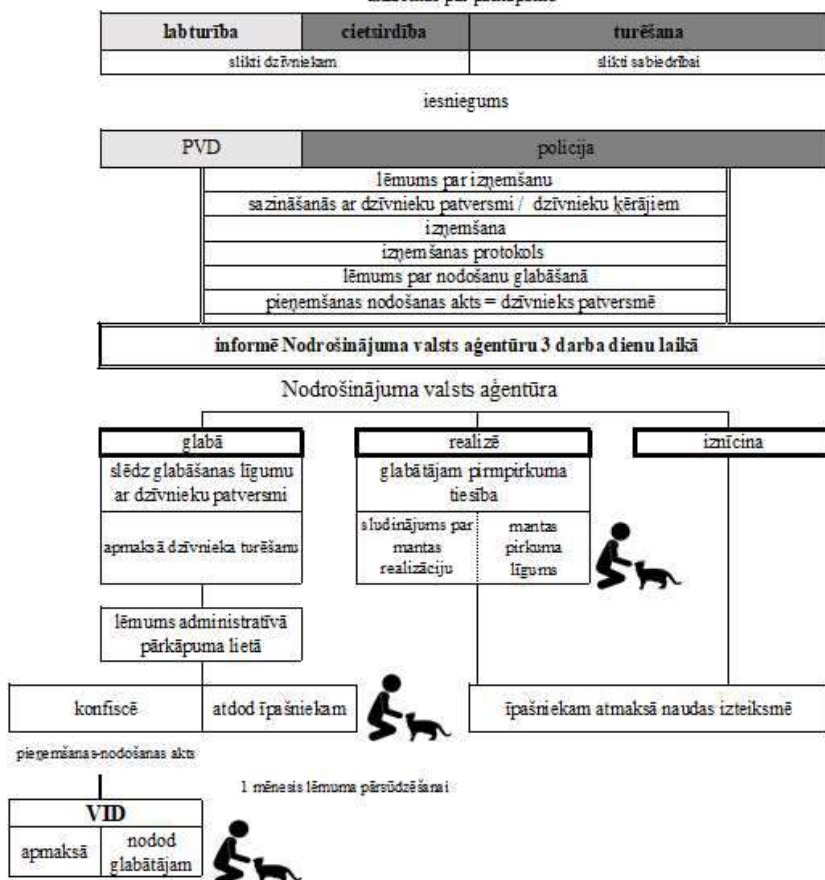 labturība cietsirdība turēšana
slikti dzīvniekam slikti sabiedrībai
iesniegums
PVD policija
lēmums par izņemšanu
sazināšanās ar dzīvnieku patversmi / dzīvnieku ķērājiem
izņemšana
izņemšanas protokols
lēmums par nodošanu glabāšanā
pieņemšanas nodošanas akts = dzīvnieks patversmē
informē Nodrošinājuma valsts aģentūru 3 darba dienu laikā
Nodrošinājuma valsts aģentūra
glabā
slēdz glabāšanas līgumu
ar dzīvnieku patversmi
apmaksā dzīvnieka turēšanu
lēmums administratīvā
pārkāpuma lietā
realizē
glabātājam pirmpirkuma
tiesība
sludinājums par
mantas
realizāciju
mantas
pirkuma
līgums
iznīcina
konfiscē
atdod īpašniekam
īpašniekam atmaksā naudas izteiksmē
pieņemšanas-nodošanas akts
1 mēnesis lēmuma pārsūdzēšanai
VID
apmaksā
nodod
glabātājam